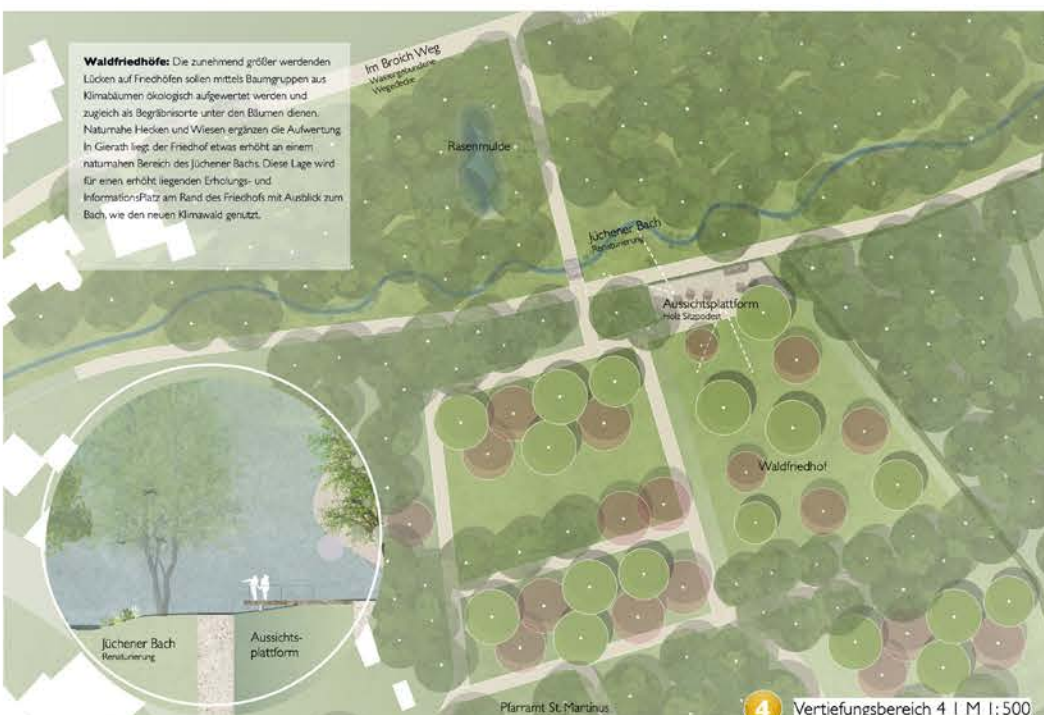 Waldfriedhöfe: Die zunehmend größer werdenden
Lücken auf Friedhöfen sollen mittels Baumgruppen aus
Klimabäumen ökologisch aufgewertet werden und
zugleich als Begräbnisorte unter den Bäumen dienen.
Naturnahe Hecken und Wiesen ergänzen die Aufwertung.
In Gierath liegt der Friedhof etwas erhöht an einem
naturnahen Bereich des Jüchener Bachs. Diese Lage wird
für einen erhöht liegenden Erholungs- und
InformationsPlatz am Rand des Friedhofs mit Ausblick zum
Bach, wie den neuen Klimawald genutzt.
Im Broich Weg
Wassergebundene
Wegedecke
Rasenmulde
Jüchener Bach
Renaturierung
Aussichtsplattform
Holz Sitzpodest
Waldfriedhof
Jüchener Bach
Renaturierung
Aussichts-
plattform
Pfarramt St. Martinus
4 Vertiefungsbereich 4 I M 1:500